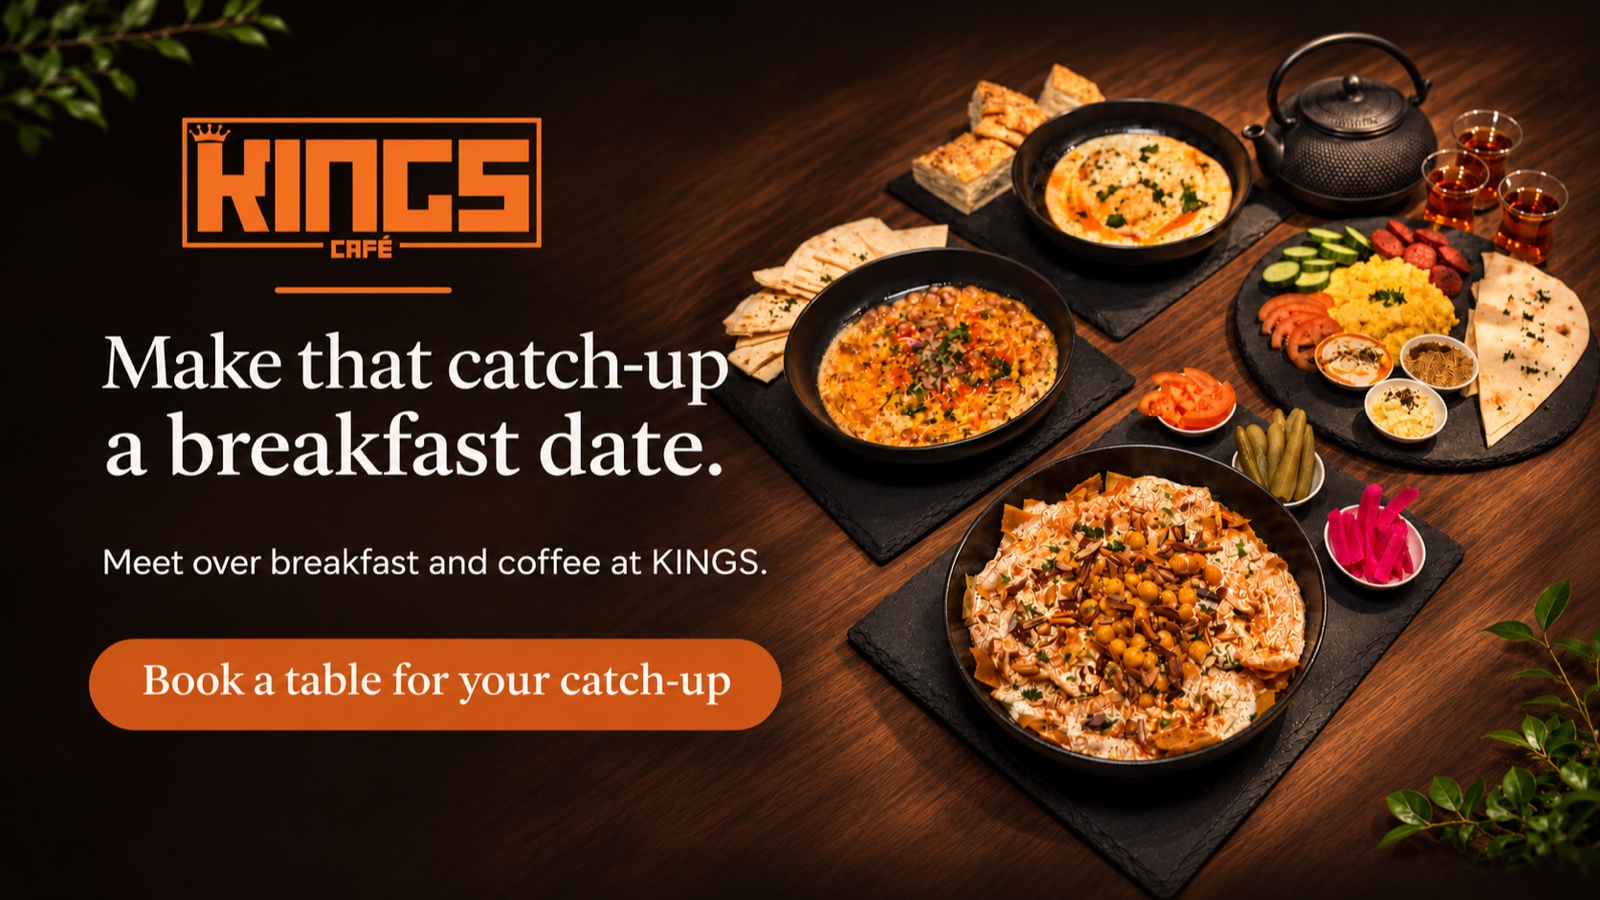 KINGS
CAFÉ
Make that catch-up
a breakfast date.
Meet over breakfast and coffee at KINGS.
Book a table for your catch-up